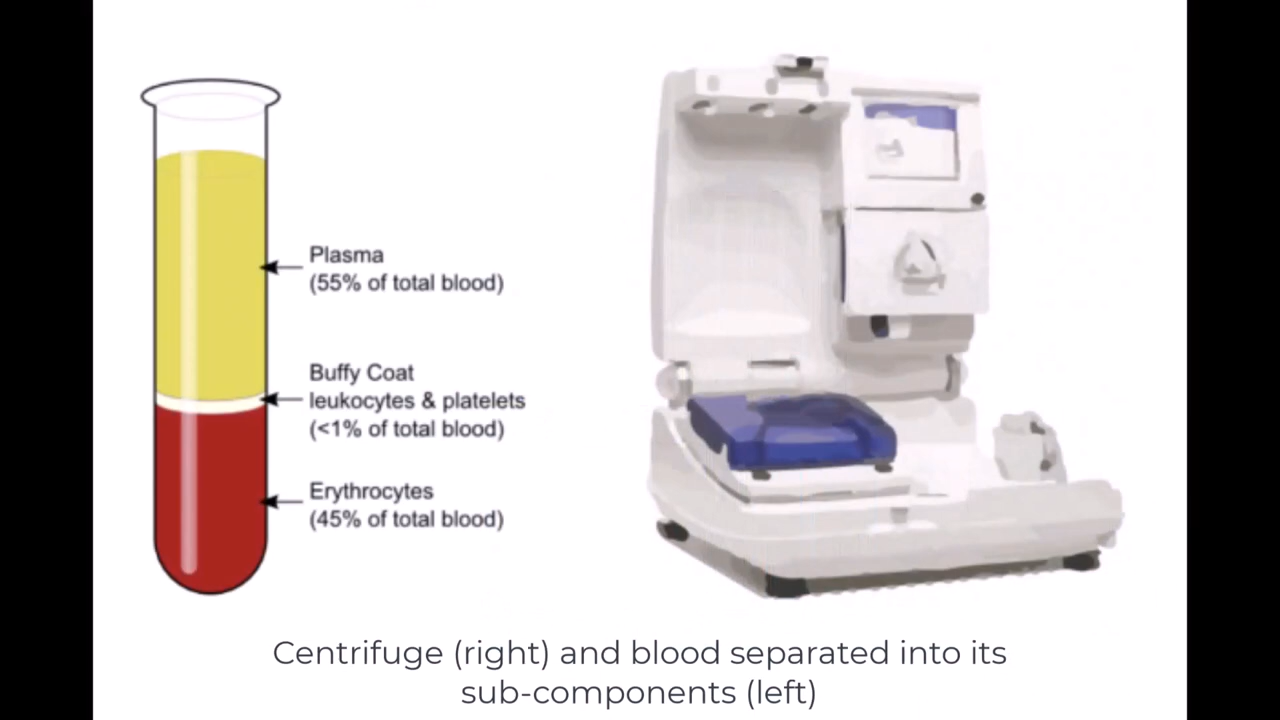 Plasma
(55% of total blood)
Buffy Coat
leukocytes & platelets
(<1% of total blood)
Erythrocytes
(45% of total blood)
Centrifuge (right) and blood separated into its
sub-components (left)